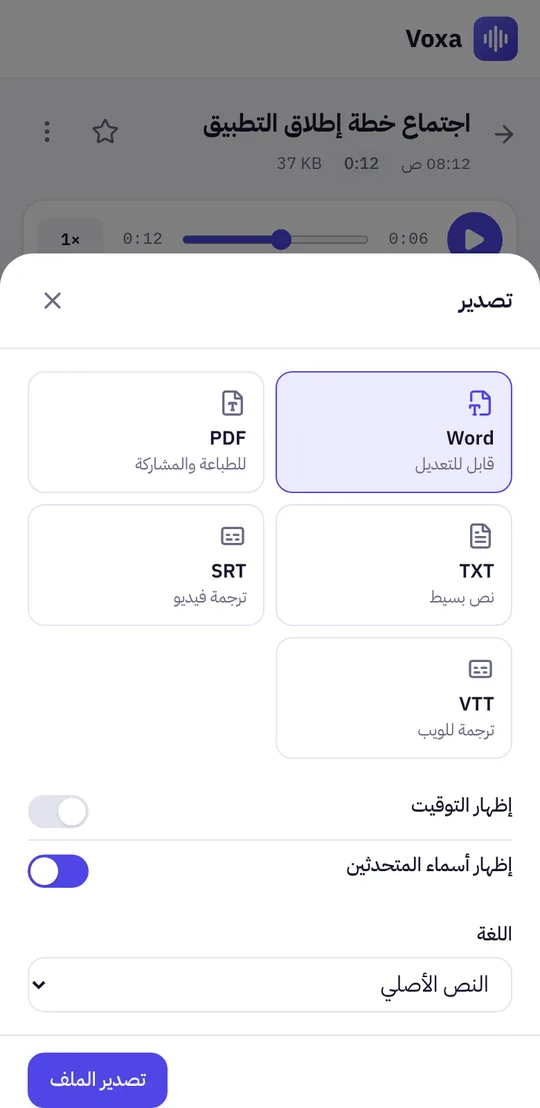 Voxa
اجتماع خطة إطلاق التطبيق
08:12 ص 0:12 37 KB
0:06 0:12 1×
تصدير
Word
قابل للتعديل
PDF
للطباعة والمشاركة
TXT
نص بسيط
SRT
ترجمة فيديو
VTT
ترجمة للويب
إظهار التوقيت
إظهار أسماء المتحدثين
اللغة
النص الأصلي
تصدير الملف